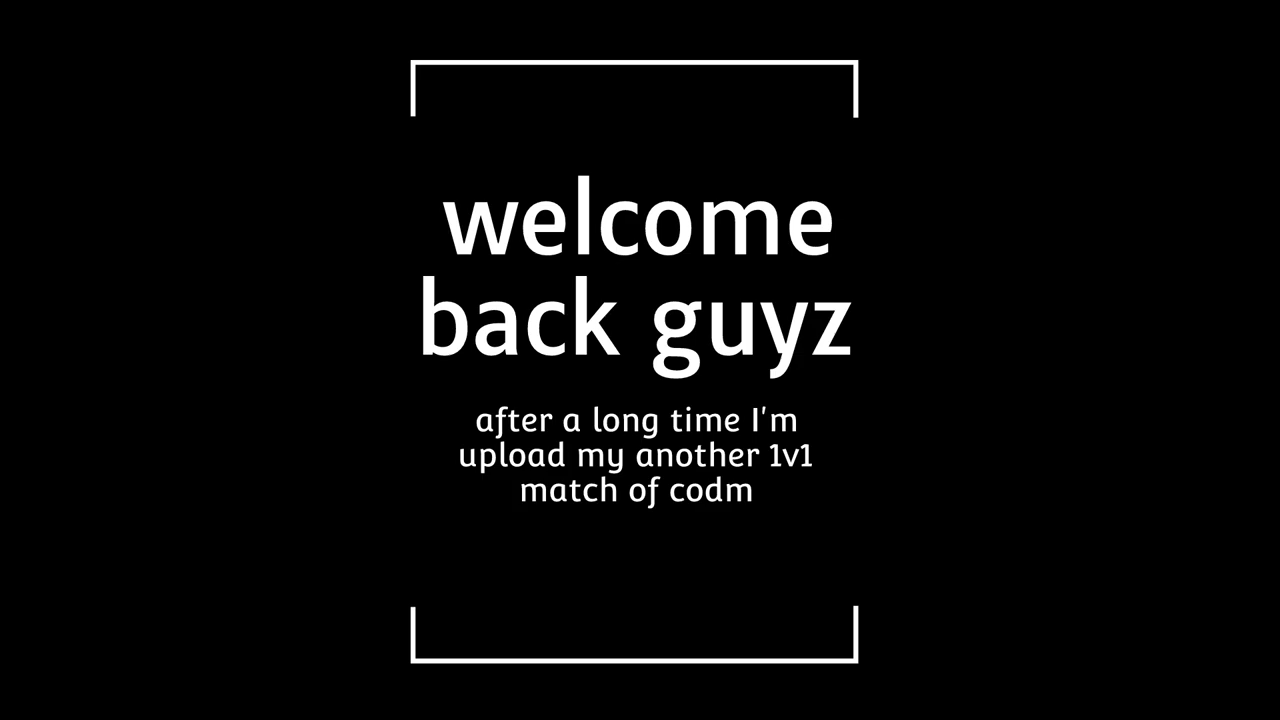 welcome
back guyz
after a long time I'm
upload my another 1v1
match of codm